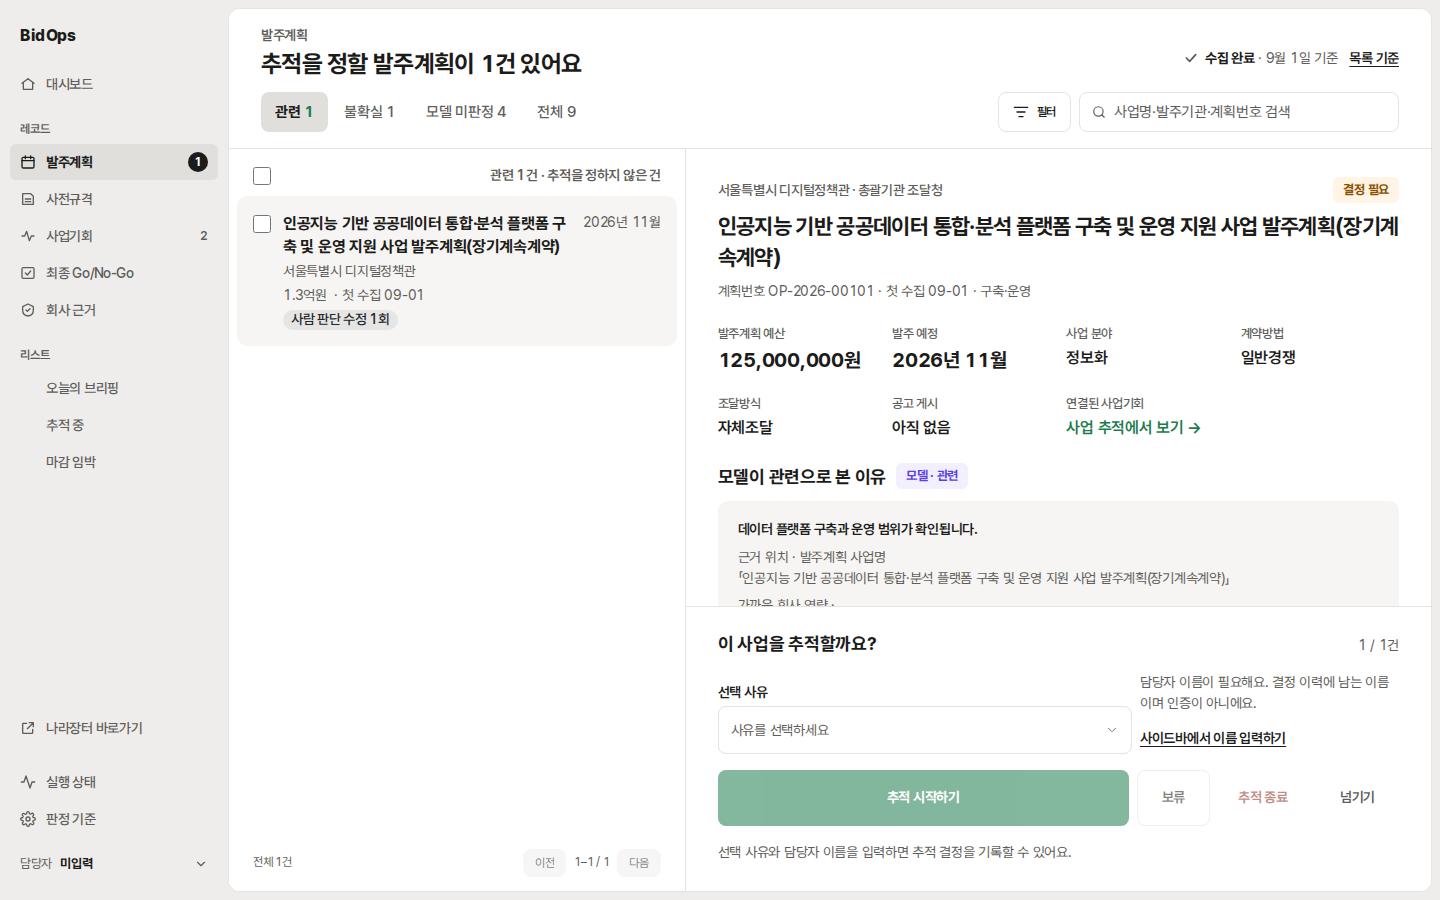 BidOps
대시보드
레코드
발주계획 1
사전규격
사업기회 2
최종 Go/No-Go
회사 근거
리스트
오늘의 브리핑
추적 중
마감 임박
나라장터 바로가기
실행 상태
판정 기준
담당자 미입력
발주계획
추적을 정할 발주계획이 1건 있어요
수집 완료 · 9월 1일 기준 목록 기준
관련 1 불확실 1 모델 미판정 4 전체 9
필터
사업명·발주기관·계획번호 검색
관련 1건 · 추적을 정하지 않은 건
인공지능 기반 공공데이터 통합·분석 플랫폼 구 2026년 11월
축 및 운영 지원 사업 발주계획(장기계속계약)
서울특별시 디지털정책관
1.3억원 · 첫 수집 09-01
사람 판단 수정 1회
전체 1건
이전 1–1 / 1 다음
서울특별시 디지털정책관 · 총괄기관 조달청
결정 필요
인공지능 기반 공공데이터 통합·분석 플랫폼 구축 및 운영 지원 사업 발주계획(장기계
속계약)
계획번호 OP-2026-00101 · 첫 수집 09-01 · 구축·운영
발주계획 예산 발주 예정 사업 분야 계약방법
125,000,000원 2026년 11월 정보화 일반경쟁
조달방식 공고 게시 연결된 사업기회
자체조달 아직 없음 사업 추적에서 보기 →
모델이 관련으로 본 이유 모델 · 관련
데이터 플랫폼 구축과 운영 범위가 확인됩니다.
근거 위치 · 발주계획 사업명
「인공지능 기반 공공데이터 통합·분석 플랫폼 구축 및 운영 지원 사업 발주계획(장기계속계약)」
가까운 회사 역량 ·
이 사업을 추적할까요?
1 / 1건
선택 사유
사유를 선택하세요
담당자 이름이 필요해요. 결정 이력에 남는 이름
이며 인증이 아니에요.
사이드바에서 이름 입력하기
추적 시작하기 보류 추적 종료 넘기기
선택 사유와 담당자 이름을 입력하면 추적 결정을 기록할 수 있어요.